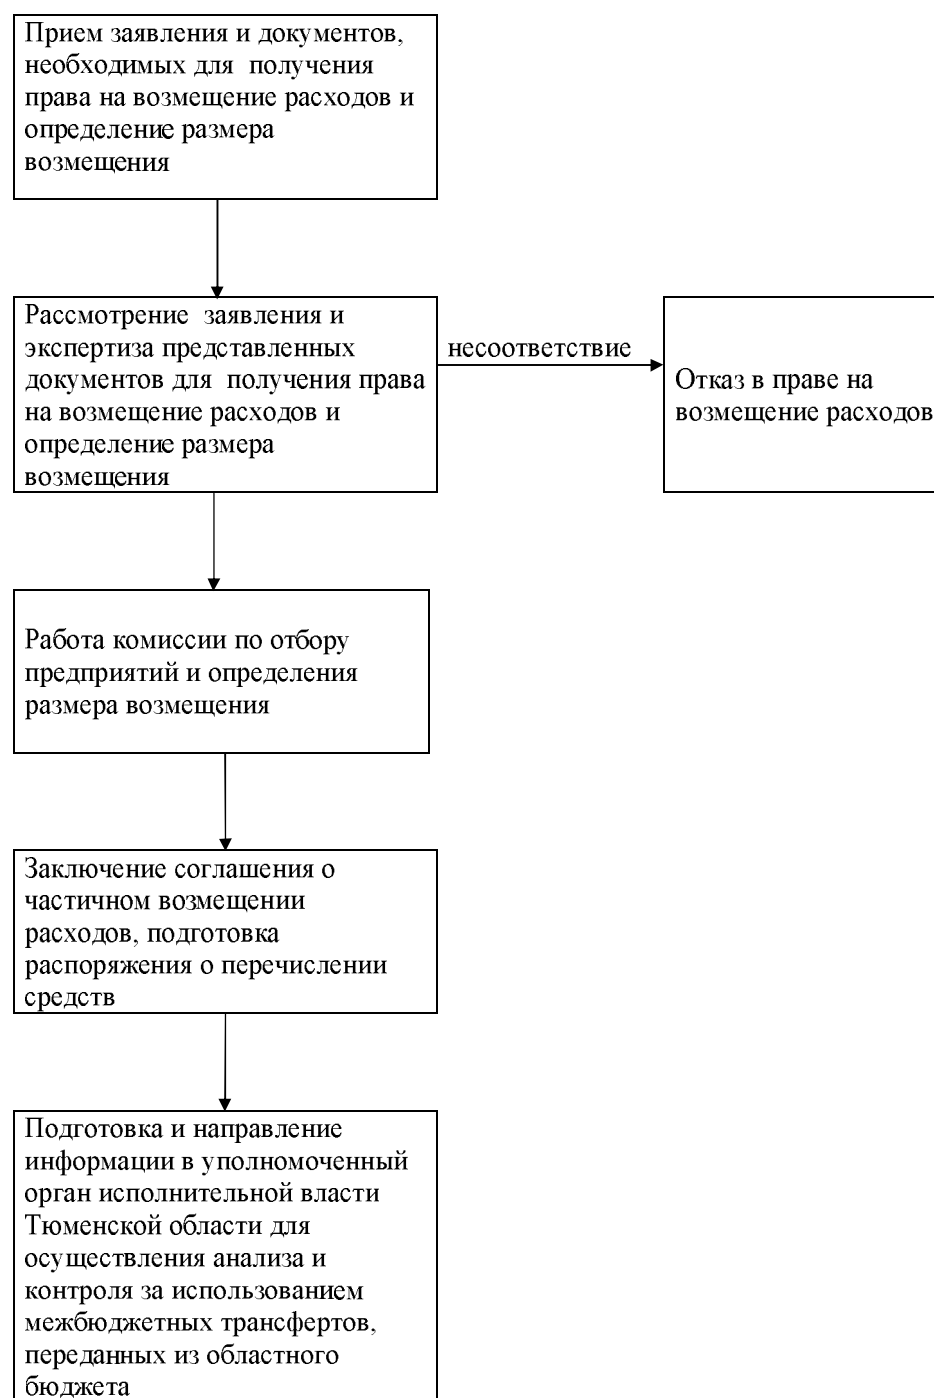 Прием заявления и документов,
необходимых для получения
права на возмещение расходов и
определение размера
возмещения
Рассмотрение заявления и
экспертиза представленных
документов для получения права
на возмещение расходов и
определение размера
возмещения
несоответствие
Отказ в праве на
возмещение расходов
Работа комиссии по отбору
предприятий и определения
размера возмещения
Заключение соглашения о
частичном возмещении
расходов, подготовка
распоряжения о перечислении
средств
Подготовка и направление
информации в уполномоченный
орган исполнительной власти
Тюменской области для
осуществления анализа и
контроля за использованием
межбюджетных трансфертов,
переданных из областного
бюджета